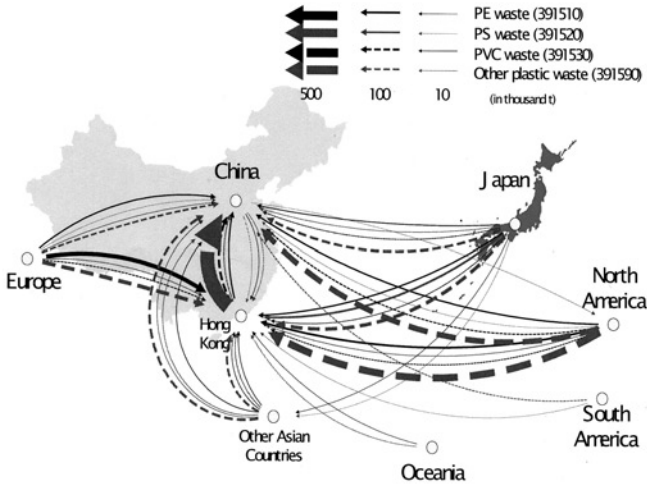 PE waste (391510)
PS waste (391520)
PVC waste (391530)
Other plastic waste (391590)
500 100 10 (in thousand t)
China
Japan
Europe
North
America
Hong
Kong
South
America
Other Asian
Countries
Oceania